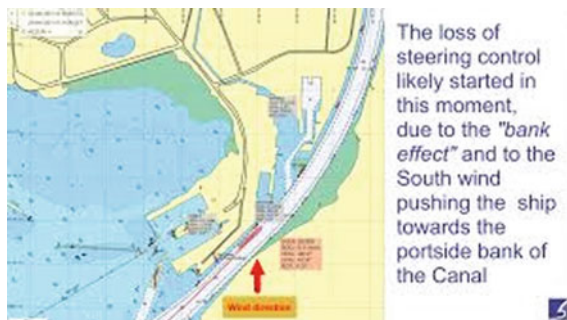 The loss of
steering control
likely started in
this moment,
due to the "bank
effect" and to the
South wind
pushing the ship
towards the
portside bank of
the Canal
Wind direction